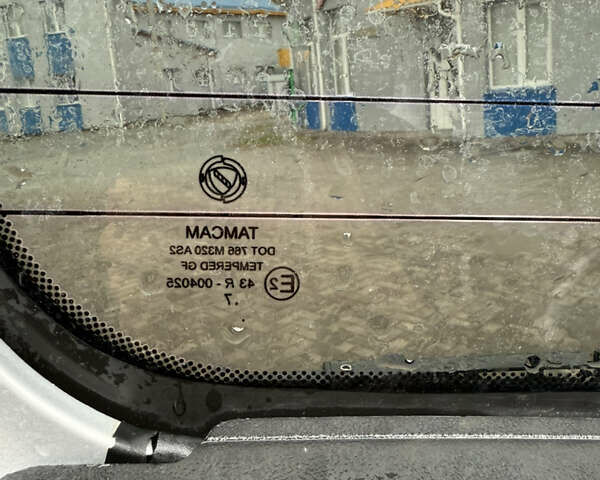 TAMCAM
DOT 766 M320 AS2
TEMPERED GF
E2 43 R - 004025
.7